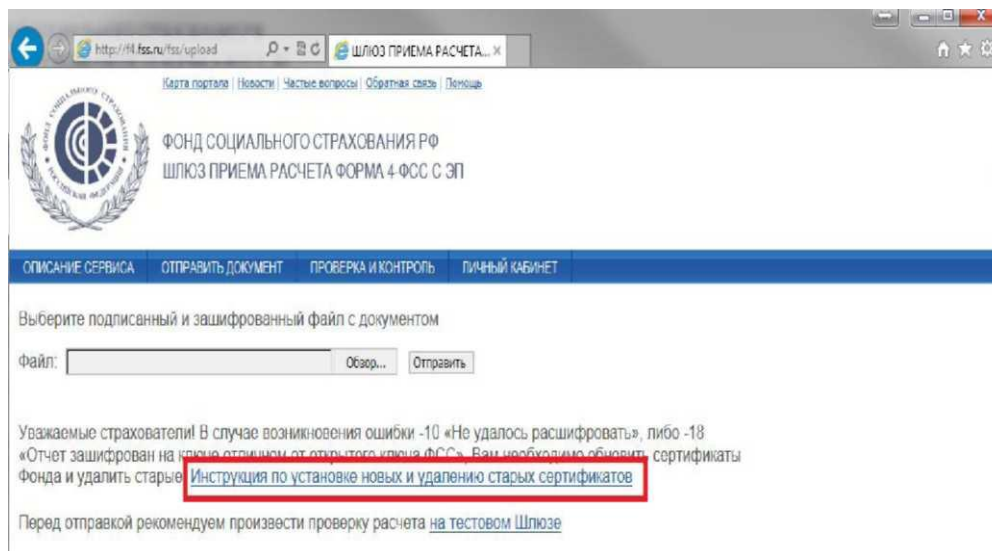 http://f4.fss.ru/fss/upload
ШЛЮЗ ПРИЕМА РАСЧЕТА...
Карта портала | Новости | Частые вопросы | Обратная связь | Помощь
ФОНД СОЦИАЛЬНОГО СТРАХОВАНИЯ РФ
ШЛЮЗ ПРИЕМА РАСЧЕТА ФОРМА 4-ФСС С ЭП
ОПИСАНИЕ СЕРВИСА ОТПРАВИТЬ ДОКУМЕНТ ПРОВЕРКА И КОНТРОЛЬ ЛИЧНЫЙ КАБИНЕТ
Выберите подписанный и зашифрованный файл с документом
Файл: Обзор... Отправить
Уважаемые страхователи! В случае возникновения ошибки -10 «Не удалось расшифровать», либо -18
«Отчет зашифрован на ключе отличном от открытого ключа ФСС», Вам необходимо обновить сертификаты
Фонда и удалить старые Инструкция по установке новых и удалению старых сертификатов
Перед отправкой рекомендуем произвести проверку расчета на тестовом Шлюзе